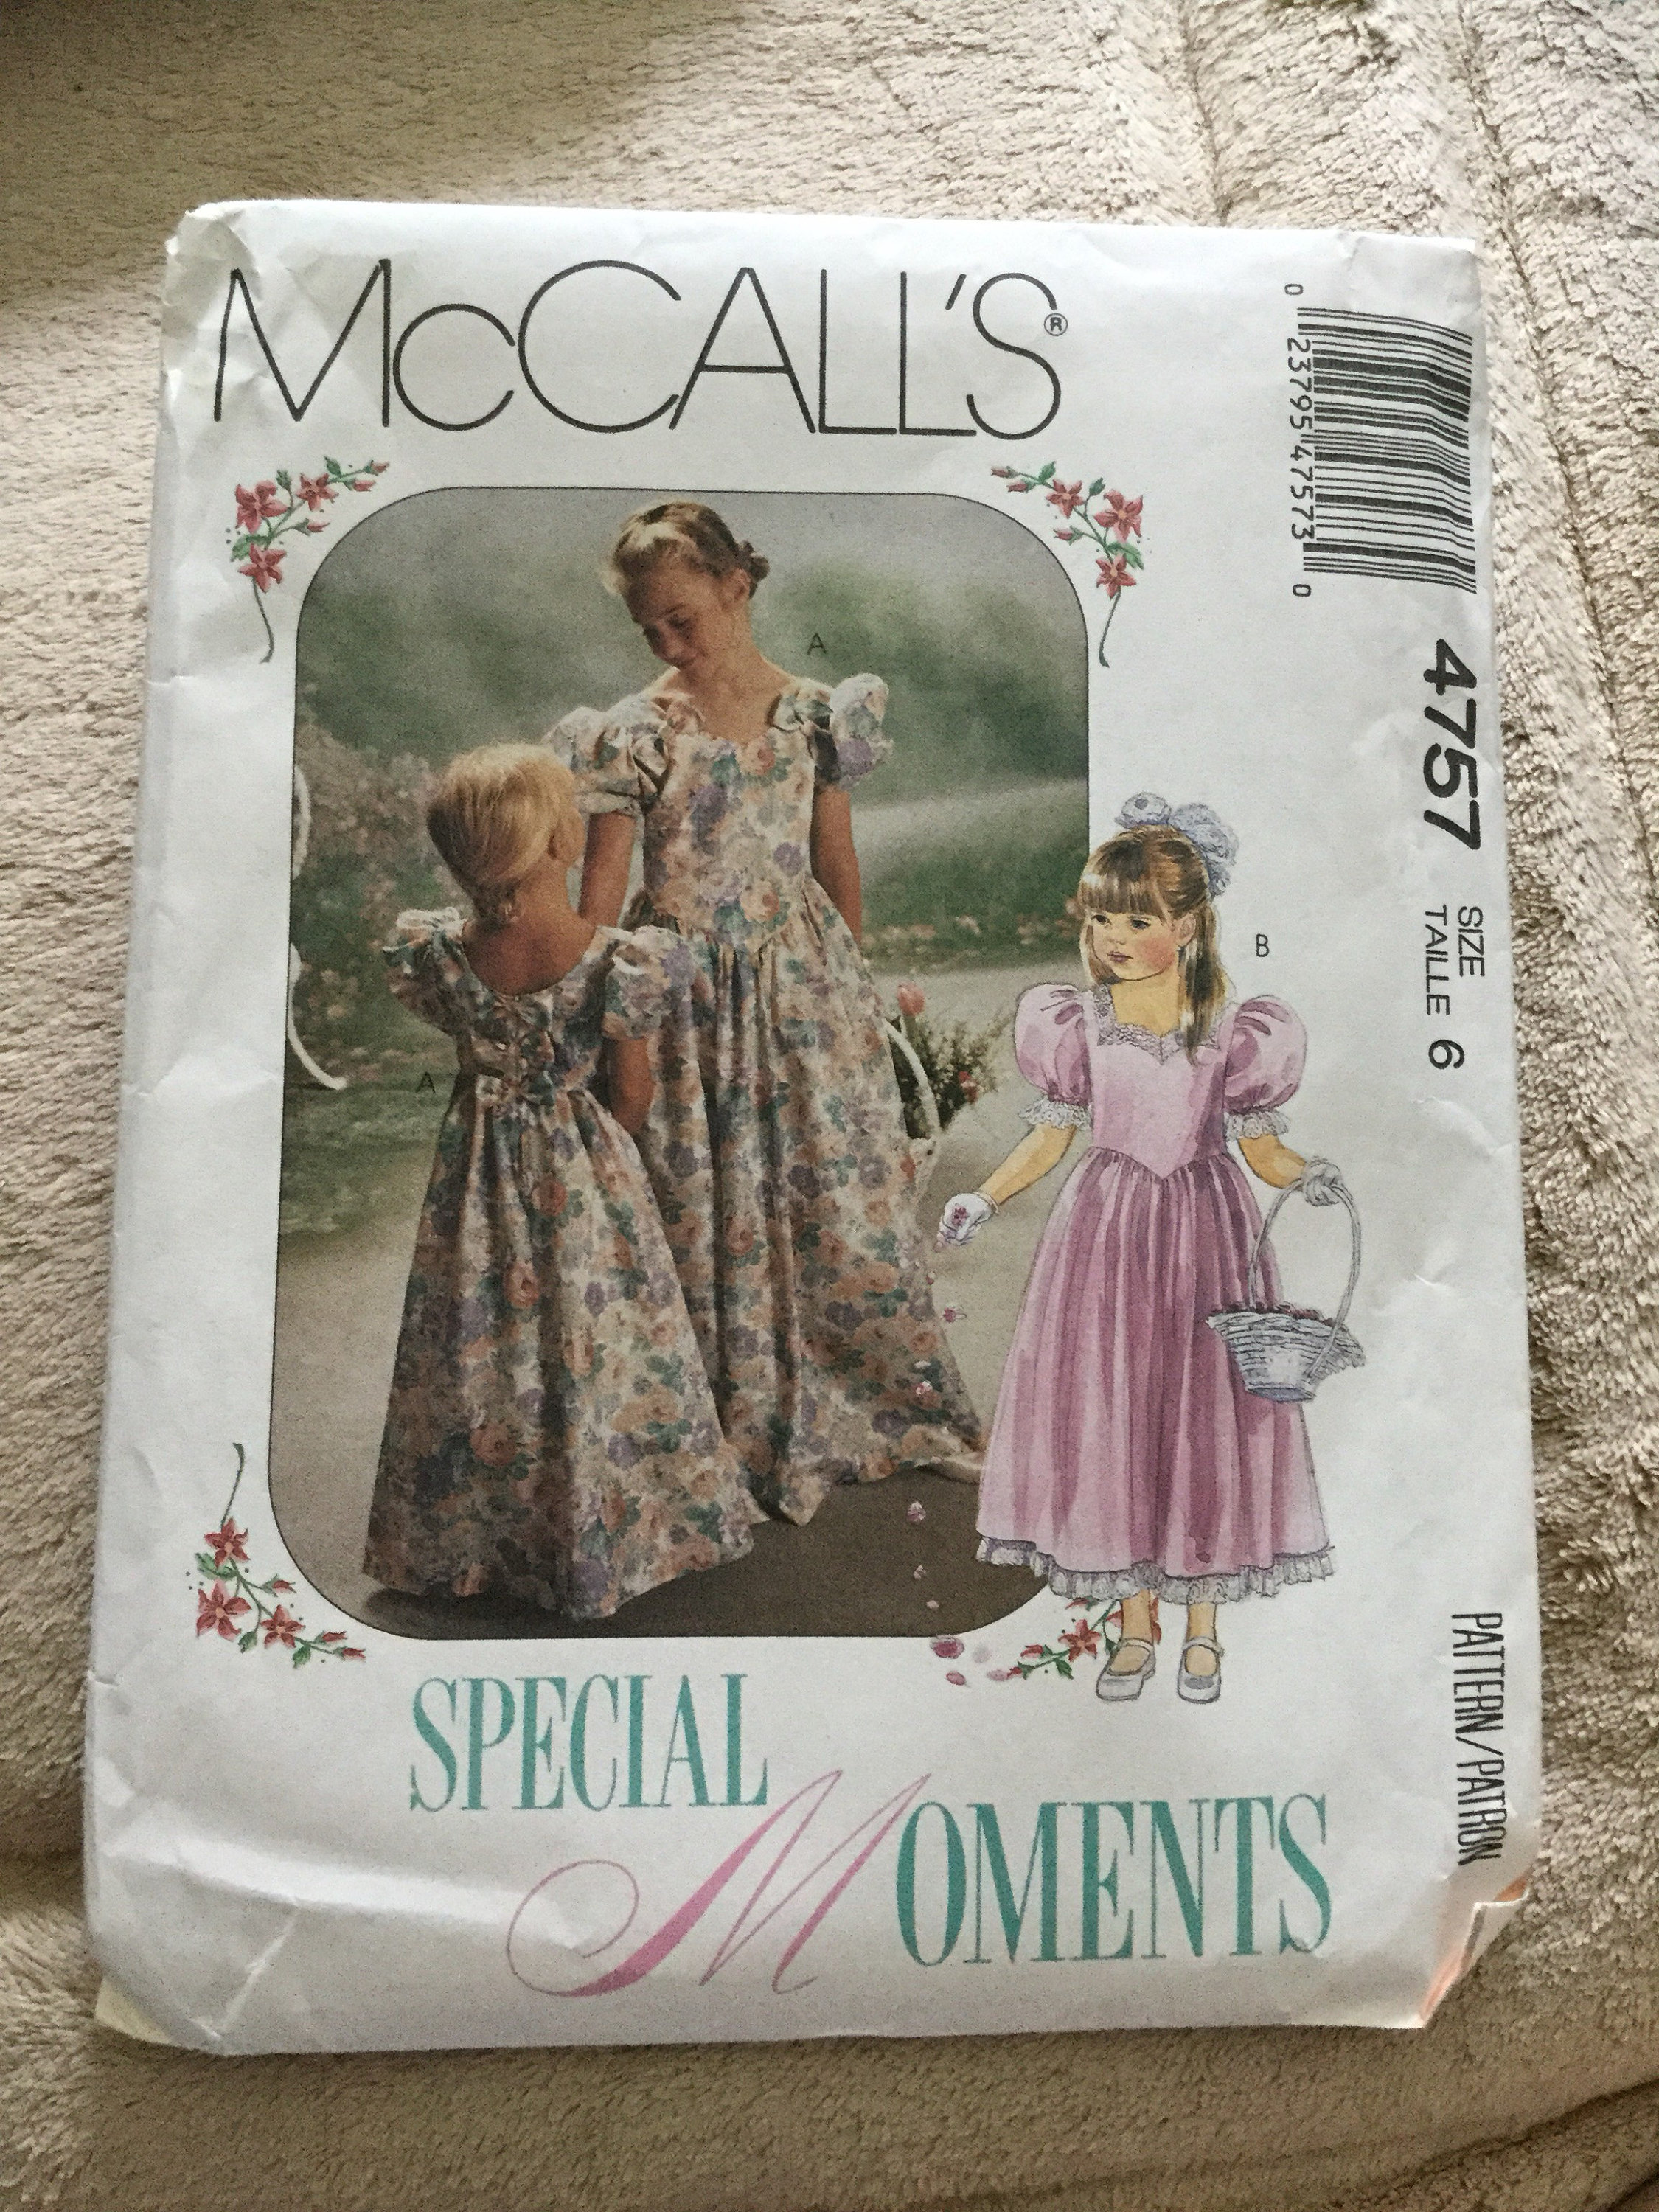 McCALL'S®
0 23795 47573 0
4757
SIZE
TAILLE 6
A
A
B
PATTERN/PATRON
SPECIAL
MOMENTS